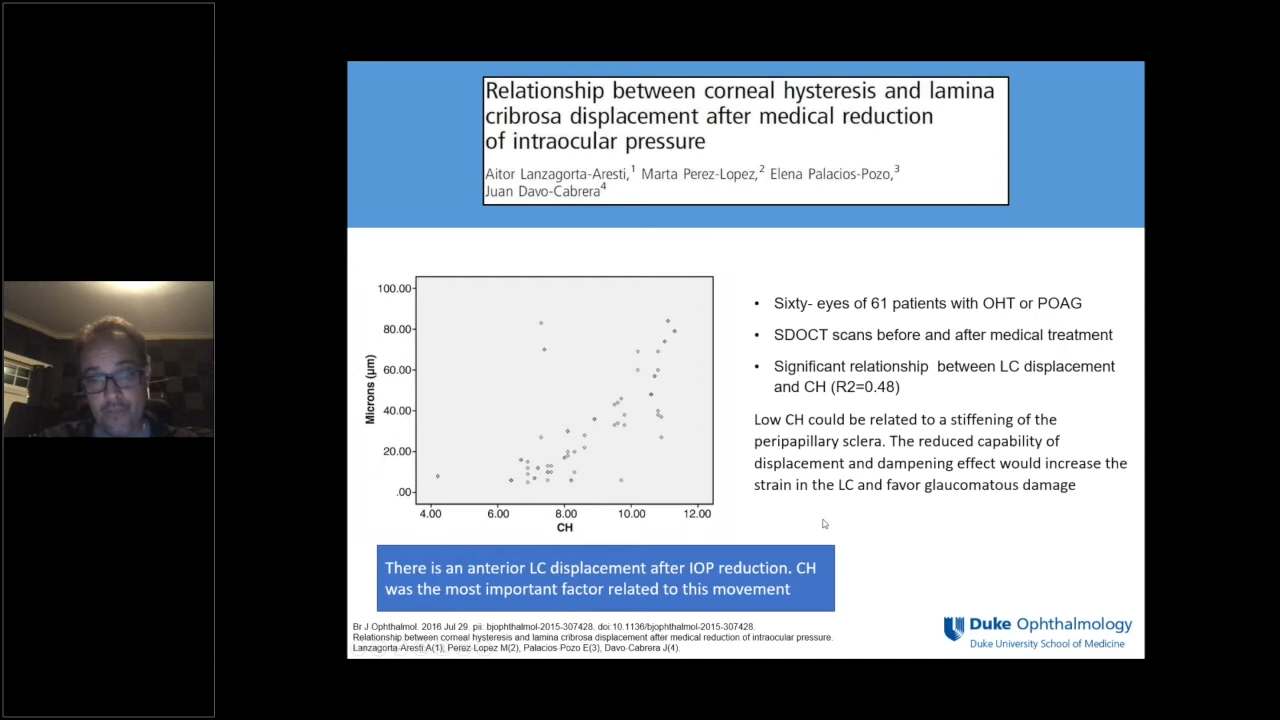 Relationship between corneal hysteresis and lamina
cribrosa displacement after medical reduction
of intraocular pressure
Aitor Lanzagorta-Aresti,1 Marta Perez-Lopez,2 Elena Palacios-Pozo,3
Juan Davo-Cabrera4
100.00
80.00
60.00
40.00
20.00
.00
Microns (µm)
4.00 6.00 8.00 10.00 12.00
CH
• Sixty- eyes of 61 patients with OHT or POAG
• SDOCT scans before and after medical treatment
• Significant relationship between LC displacement
and CH (R2=0.48)
Low CH could be related to a stiffening of the
peripapillary sclera. The reduced capability of
displacement and dampening effect would increase the
strain in the LC and favor glaucomatous damage
There is an anterior LC displacement after IOP reduction. CH
was the most important factor related to this movement
Br J Ophthalmol. 2016 Jul 29. pii: bjophthalmol-2015-307428. doi:10.1136/bjophthalmol-2015-307428.
Relationship between corneal hysteresis and lamina cribrosa displacement after medical reduction of intraocular pressure.
Lanzagorta-Aresti A(1), Perez-Lopez M(2), Palacios-Pozo E(3), Davo-Cabrera J(4).
Duke Ophthalmology
Duke University School of Medicine